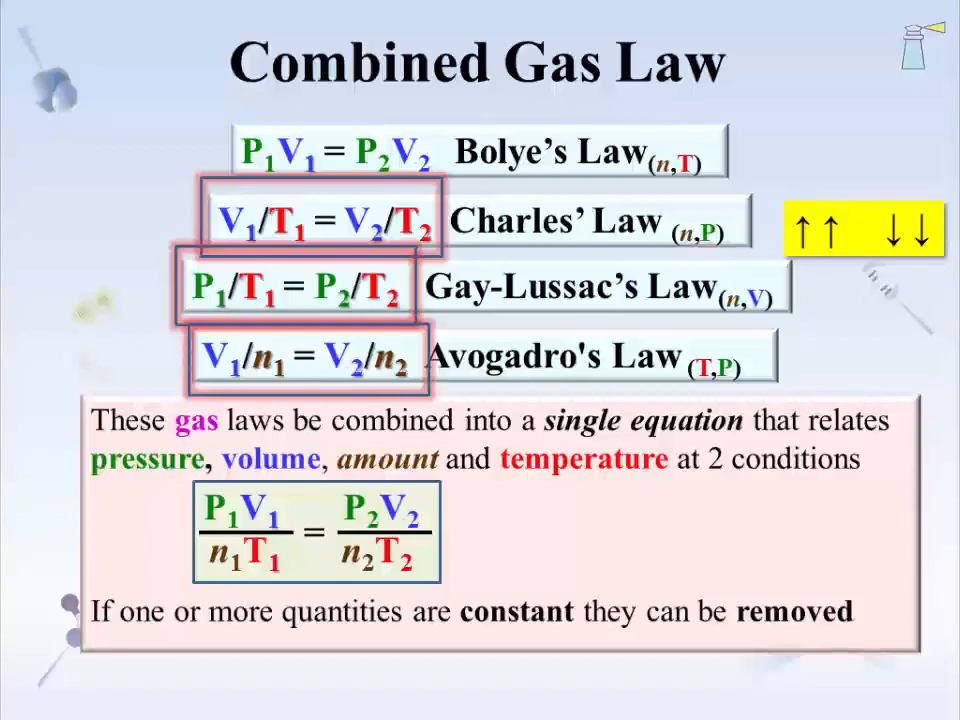 Combined Gas Law
P₁V₁ = P₂V₂ Bolye’s Law(n,T)
V₁/T₁ = V₂/T₂ Charles’ Law (n,P)
↑↑ ↓↓
P₁/T₁ = P₂/T₂ Gay-Lussac’s Law(n,V)
V₁/n₁ = V₂/n₂ Avogadro's Law (T,P)
These gas laws be combined into a single equation that relates
pressure, volume, amount and temperature at 2 conditions
P₁V₁ = P₂V₂
n₁T₁ n₂T₂
If one or more quantities are constant they can be removed